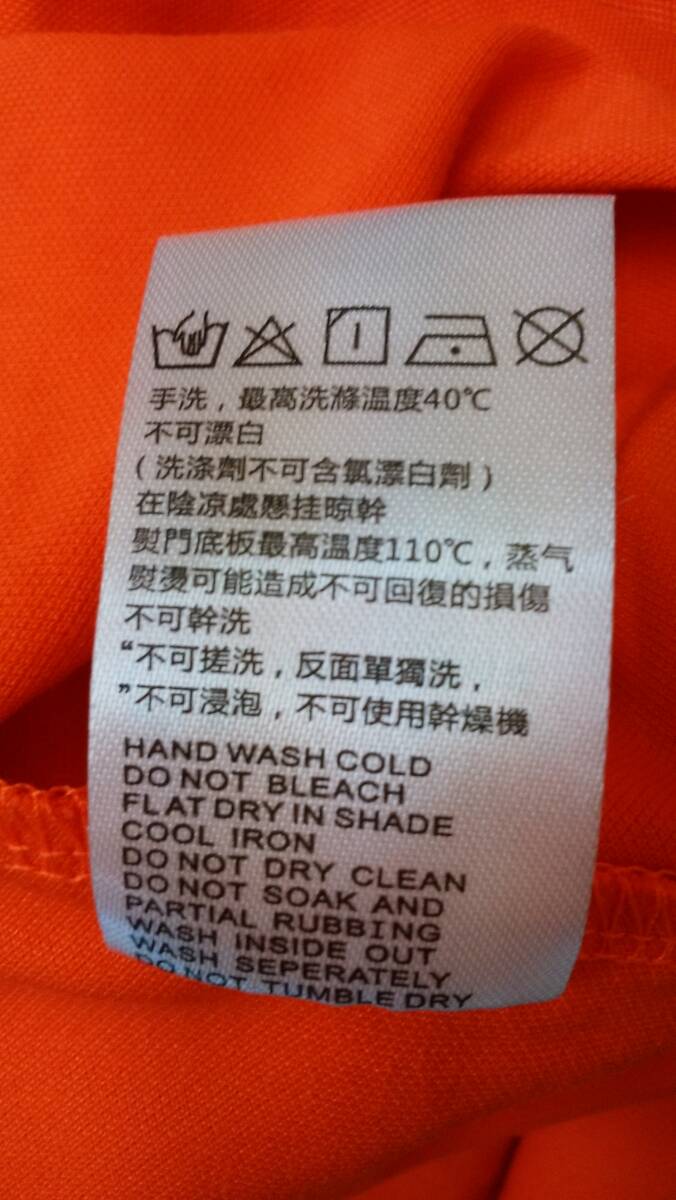 手洗，最高洗滌溫度40℃
不可漂白
(洗涤劑不可含氯漂白劑)
在陰凉處懸挂晾幹
熨門底板最高溫度110℃，蒸气
熨燙可能造成不可回復的損傷
不可幹洗
“不可搓洗，反面單獨洗，
”不可浸泡，不可使用幹燥機
HAND WASH COLD
DO NOT BLEACH
FLAT DRY IN SHADE
COOL IRON
DO NOT DRY CLEAN
DO NOT SOAK AND
PARTIAL RUBBING
WASH INSIDE OUT
WASH SEPERATELY
DO NOT TUMBLE DRY